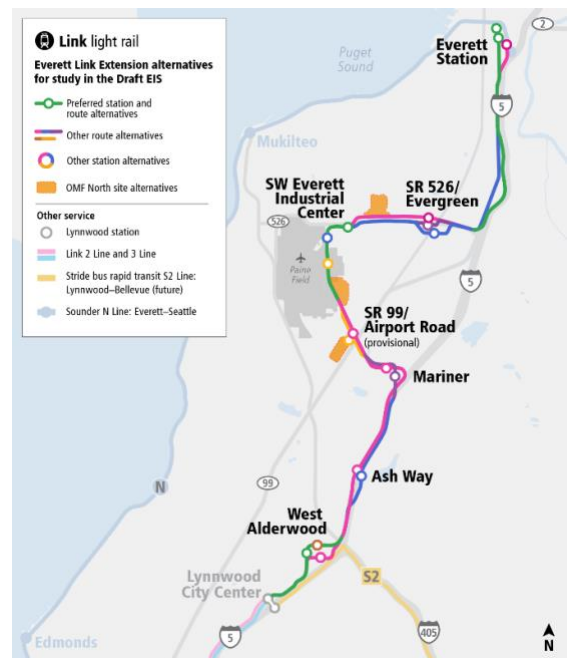 Link light rail
Everett Link Extension alternatives
for study in the Draft EIS
Preferred station and
route alternatives
Other route alternatives
Other station alternatives
OMF North site alternatives
Other service
Lynnwood station
Link 2 Line and 3 Line
Stride bus rapid transit S2 Line:
Lynnwood–Bellevue (future)
Sounder N Line: Everett–Seattle
Puget
Sound
Everett
Station
2
5
Mukilteo
SW Everett
Industrial
Center
SR 526/
Evergreen
526
Paine
Field
5
SR 99/
Airport Road
(provisional)
Mariner
N
99
Ash Way
West
Alderwood
Lynnwood
City Center
S2
5
405
Edmonds
N